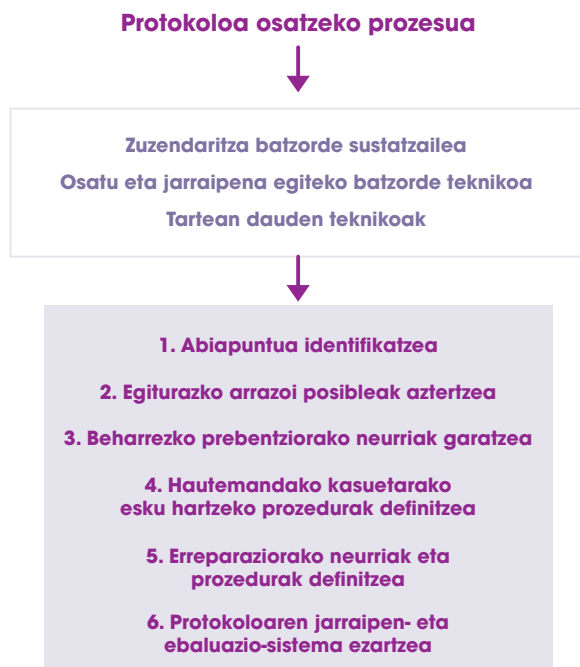 Protokoloa osatzeko prozesua
Zuzendaritza batzorde sustatzailea
Osatu eta jarraipena egiteko batzorde teknikoa
Tartean dauden teknikoak
1. Abiapuntua identifikatzea
2. Egiturazko arrazoi posibleak aztertzea
3. Beharrezko prebentziorako neurriak garatzea
4. Hautemandako kasuetarako
esku hartzeko prozedurak definitzea
5. Erreparaziorako neurriak eta
prozedurak definitzea
6. Protokoloaren jarraipen- eta
ebaluazio-sistema ezartzea